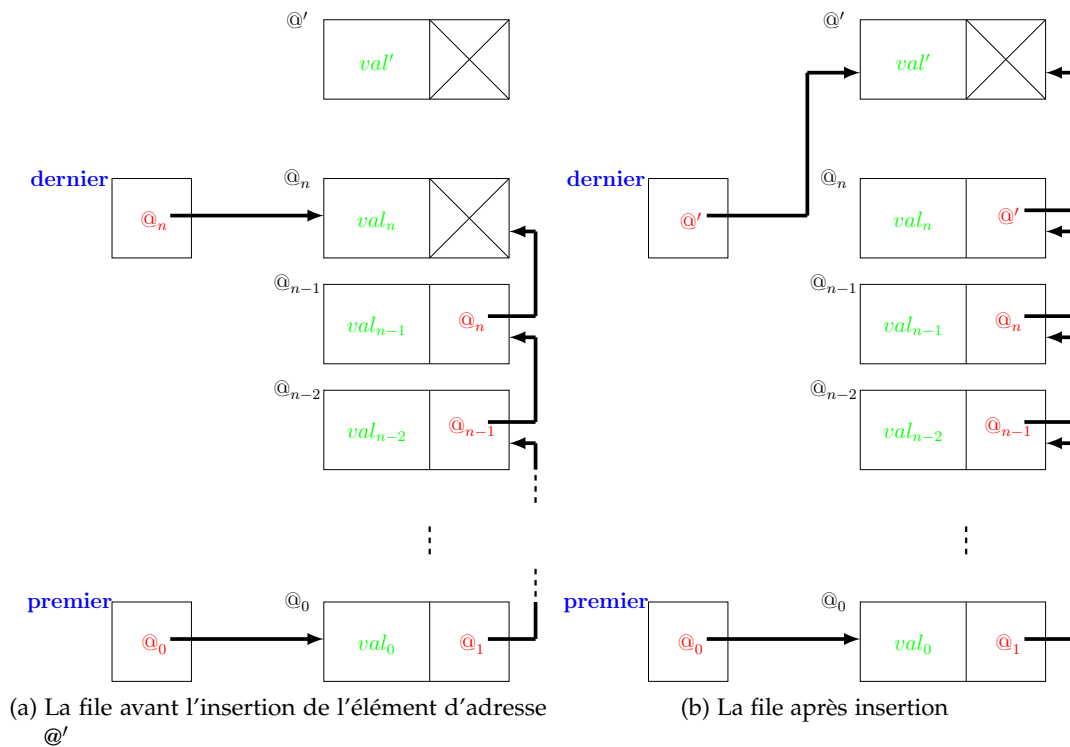 @′ @′
val′ val′
dernier @n dernier @n
@n valn @′ valn @′
@n−1 @n−1
valn−1 @n valn−1 @n
@n−2 @n−2
valn−2 @n−1 valn−2 @n−1
premier @0 premier @0
@0 val0 @1 @0 val0 @1
(a) La file avant l'insertion de l'élément d'adresse
@′
(b) La file après insertion